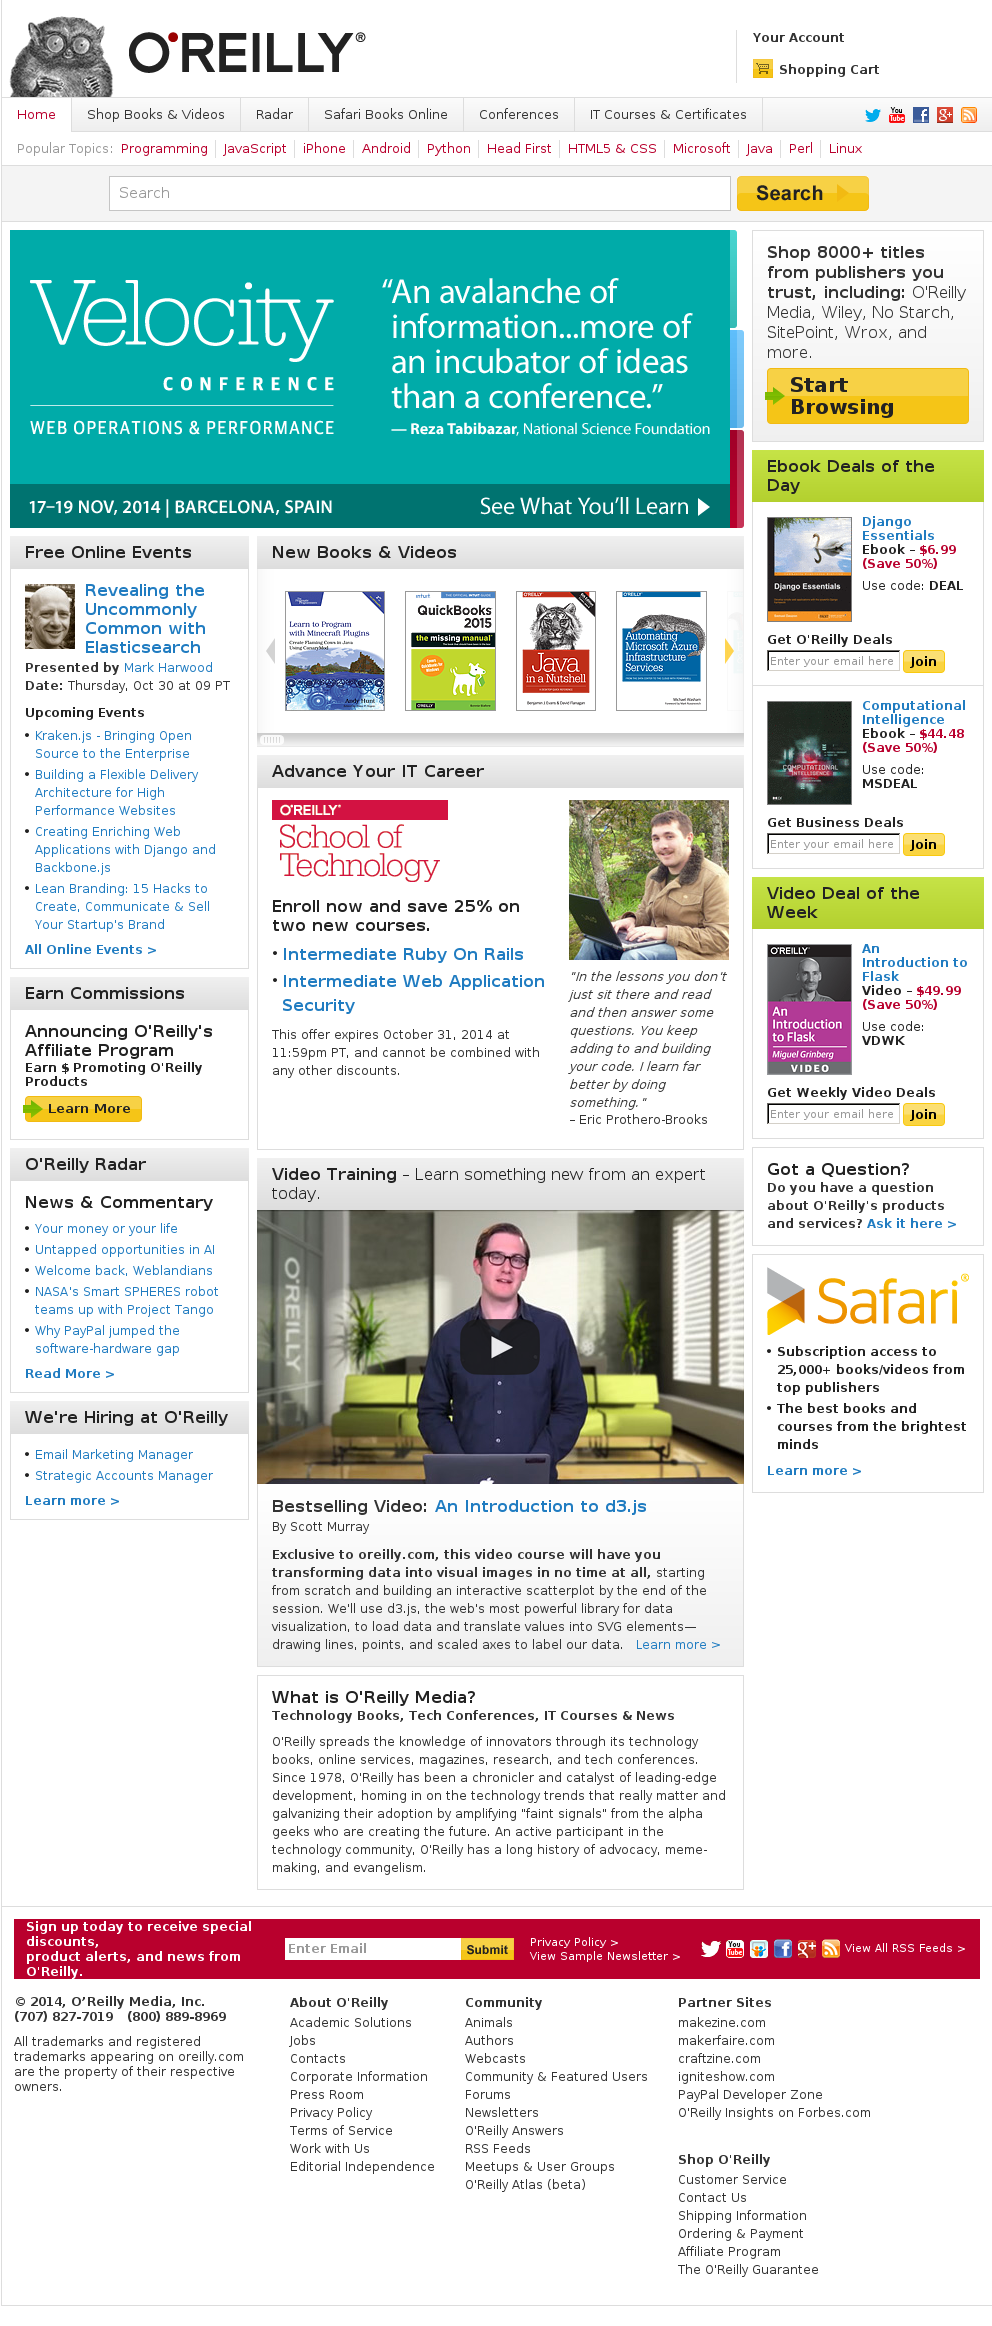 O'REILLY®
Your Account
Shopping Cart
Home
Shop Books & Videos
Radar
Safari Books Online
Conferences
IT Courses & Certificates
You Tube
Popular Topics: Programming JavaScript iPhone Android Python Head First HTML5 & CSS Microsoft Java Perl Linux
Search
Search
Velocity
CONFERENCE
WEB OPERATIONS & PERFORMANCE
“An avalanche of
information...more of
an incubator of ideas
than a conference.”
— Reza Tabibazar, National Science Foundation
17–19 NOV, 2014 | BARCELONA, SPAIN
See What You'll Learn
Free Online Events
Revealing the
Uncommonly
Common with
Elasticsearch
Presented by Mark Harwood
Date: Thursday, Oct 30 at 09 PT
Upcoming Events
• Kraken.js - Bringing Open
Source to the Enterprise
• Building a Flexible Delivery
Architecture for High
Performance Websites
• Creating Enriching Web
Applications with Django and
Backbone.js
• Lean Branding: 15 Hacks to
Create, Communicate & Sell
Your Startup's Brand
All Online Events >
Earn Commissions
Announcing O'Reilly's
Affiliate Program
Earn $ Promoting O'Reilly
Products
Learn More
O'Reilly Radar
News & Commentary
• Your money or your life
• Untapped opportunities in AI
• Welcome back, Weblandians
• NASA's Smart SPHERES robot
teams up with Project Tango
• Why PayPal jumped the
software-hardware gap
Read More >
We're Hiring at O'Reilly
• Email Marketing Manager
• Strategic Accounts Manager
Learn more >
New Books & Videos
Learn to Program
with Minecraft Plugins
Create Flaming Cows in Java
Using CanaryMod
Andy Hunt
intuit
QuickBooks
2015
the missing manual
O'REILLY
O'REILLY
Java
in a Nutshell
Benjamin J. Evans & David Flanagan
O'REILLY
Automating
Microsoft Azure
Infrastructure
Services
Michael Washam
Advance Your IT Career
O'REILLY®
School of
Technology
Enroll now and save 25% on
two new courses.
• Intermediate Ruby On Rails
• Intermediate Web Application
Security
This offer expires October 31, 2014 at
11:59pm PT, and cannot be combined with
any other discounts.
"In the lessons you don't
just sit there and read
and then answer some
questions. You keep
adding to and building
your code. I learn far
better by doing
something."
– Eric Prothero-Brooks
Video Training – Learn something new from an expert
today.
O'REILLY
Bestselling Video: An Introduction to d3.js
By Scott Murray
Exclusive to oreilly.com, this video course will have you
transforming data into visual images in no time at all, starting
from scratch and building an interactive scatterplot by the end of the
session. We'll use d3.js, the web's most powerful library for data
visualization, to load data and translate values into SVG elements—
drawing lines, points, and scaled axes to label our data. Learn more >
What is O'Reilly Media?
Technology Books, Tech Conferences, IT Courses & News
O'Reilly spreads the knowledge of innovators through its technology
books, online services, magazines, research, and tech conferences.
Since 1978, O'Reilly has been a chronicler and catalyst of leading-edge
development, homing in on the technology trends that really matter and
galvanizing their adoption by amplifying "faint signals" from the alpha
geeks who are creating the future. An active participant in the
technology community, O'Reilly has a long history of advocacy, meme-
making, and evangelism.
Shop 8000+ titles
from publishers you
trust, including: O'Reilly
Media, Wiley, No Starch,
SitePoint, Wrox, and
more.
Start
Browsing
Ebook Deals of the
Day
Django Essentials
Django
Essentials
Ebook – $6.99
(Save 50%)
Use code: DEAL
Get O'Reilly Deals
Enter your email here
Join
COMPUTATIONAL
INTELLIGENCE
Computational
Intelligence
Ebook – $44.48
(Save 50%)
Use code:
MSDEAL
Get Business Deals
Enter your email here
Join
Video Deal of the
Week
O'REILLY®
An
Introduction
to Flask
Miguel Grinberg
VIDEO
An
Introduction to
Flask
Video – $49.99
(Save 50%)
Use code:
VDWK
Get Weekly Video Deals
Enter your email here
Join
Got a Question?
Do you have a question
about O'Reilly's products
and services? Ask it here >
Safari®
• Subscription access to
25,000+ books/videos from
top publishers
• The best books and
courses from the brightest
minds
Learn more >
Sign up today to receive special
discounts,
product alerts, and news from
O'Reilly.
Enter Email
Submit
Privacy Policy >
View Sample Newsletter >
You Tube
View All RSS Feeds >
© 2014, O’Reilly Media, Inc.
(707) 827-7019 (800) 889-8969
All trademarks and registered
trademarks appearing on oreilly.com
are the property of their respective
owners.
About O'Reilly
Academic Solutions
Jobs
Contacts
Corporate Information
Press Room
Privacy Policy
Terms of Service
Work with Us
Editorial Independence
Community
Animals
Authors
Webcasts
Community & Featured Users
Forums
Newsletters
O'Reilly Answers
RSS Feeds
Meetups & User Groups
O'Reilly Atlas (beta)
Partner Sites
makezine.com
makerfaire.com
craftzine.com
igniteshow.com
PayPal Developer Zone
O'Reilly Insights on Forbes.com
Shop O'Reilly
Customer Service
Contact Us
Shipping Information
Ordering & Payment
Affiliate Program
The O'Reilly Guarantee